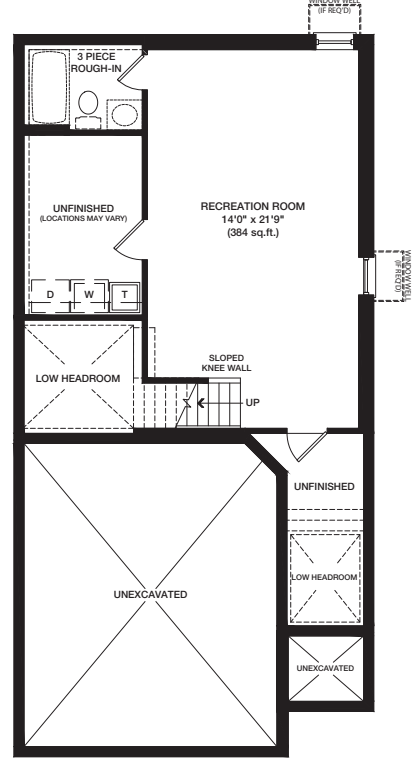 WINDOW WELL
(IF REQ'D)
3 PIECE
ROUGH-IN
UNFINISHED
(LOCATIONS MAY VARY)
RECREATION ROOM
14'0" x 21'9"
(384 sq.ft.)
WINDOW WELL
(IF REQ'D)
D
W
T
SLOPED
KNEE WALL
LOW HEADROOM
UP
UNFINISHED
LOW HEADROOM
UNEXCAVATED
UNEXCAVATED